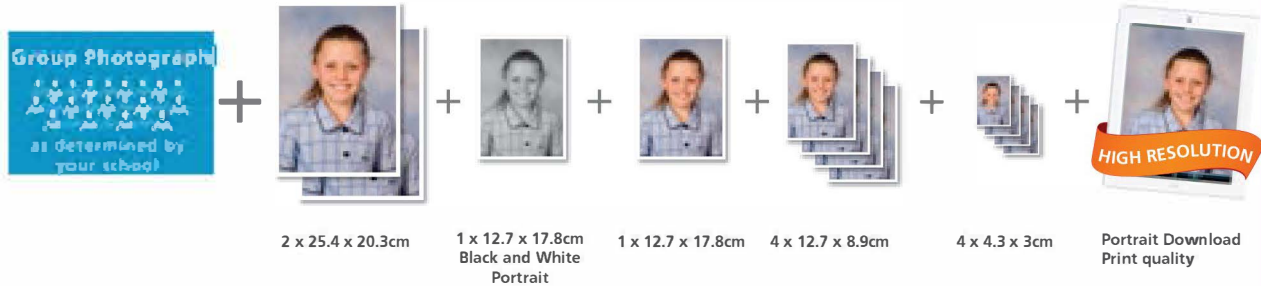 Group Photograph
as determined by
your school
HIGH RESOLUTION
2 x 25.4 x 20.3cm
1 x 12.7 x 17.8cm
Black and White
Portrait
1 x 12.7 x 17.8cm
4 x 12.7 x 8.9cm
4 x 4.3 x 3cm
Portrait Download
Print quality